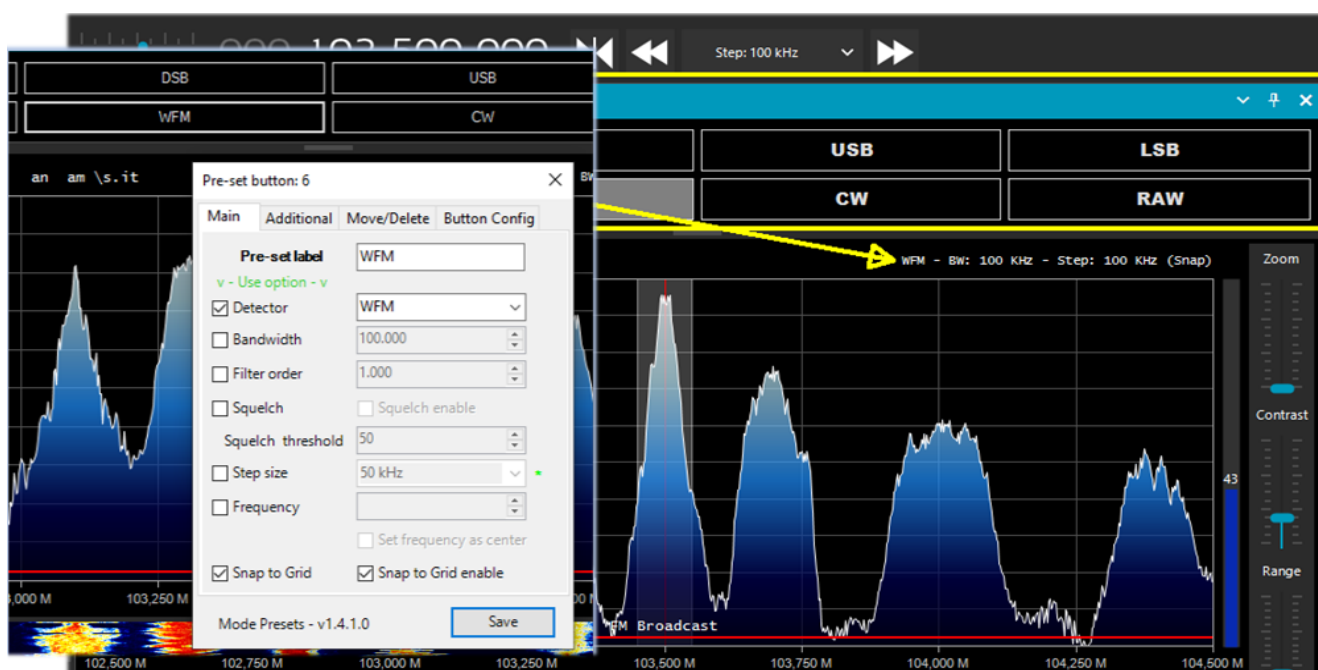 000.103.500.000
Step: 100 kHz
DSB
USB
WFM
CW
USB
LSB
CW
RAW
an am \s.it
WFM - BW: 100 KHz - Step: 100 KHz (Snap)
Zoom
Contrast
43
Range
Pre-set button: 6
Main Additional Move/Delete Button Config
Pre-set label WFM
v - Use option - v
Detector WFM
Bandwidth 100.000
Filter order 1.000
Squelch Squelch enable
Squelch threshold 50
Step size 50 kHz
Frequency
Set frequency as center
Snap to Grid Snap to Grid enable
Mode Presets - v1.4.1.0 Save
103,250 M
FM Broadcast
102,500 M 102,750 M 103,000 M 103,250 M
103,500 M 103,750 M 104,000 M 104,250 M 104,500 M